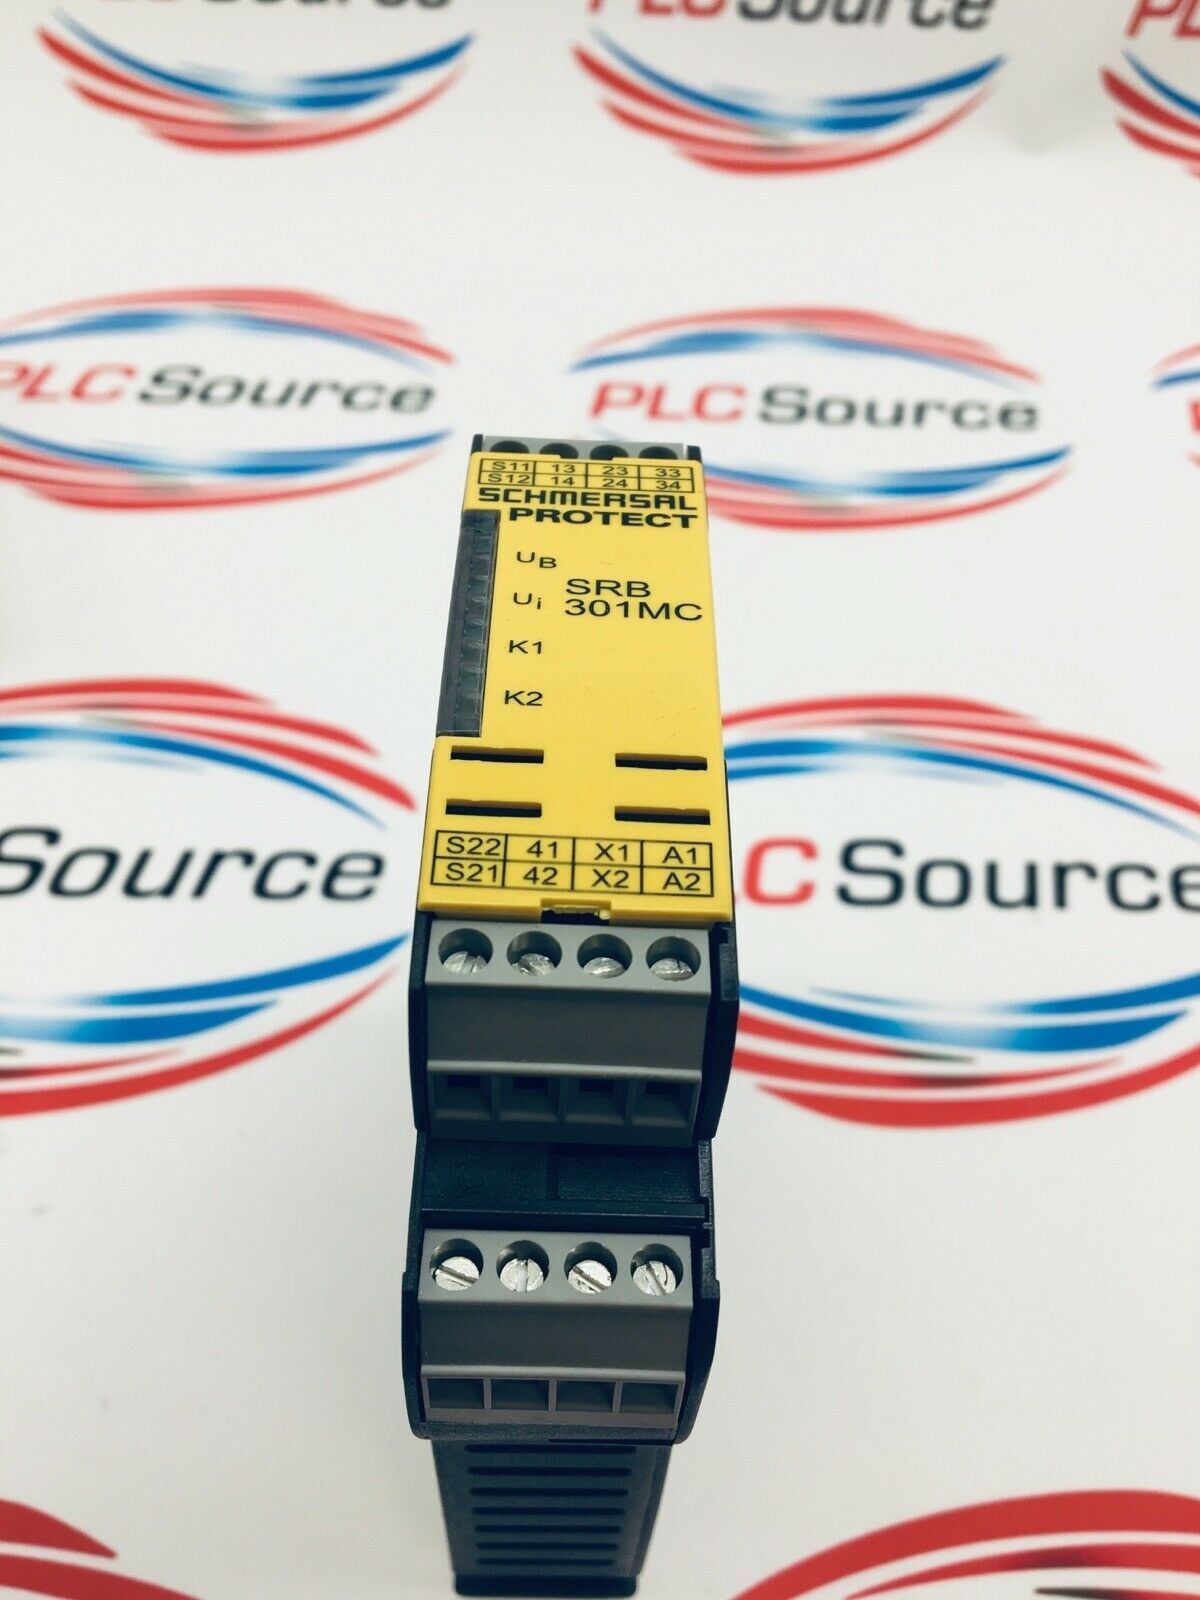 PLC Source
PLC Source
PLC
PLC Source
PLC Source
S11 13 23 33
S12 14 24 34
SCHMERSAL
PROTECT
UB
Ui
SRB
301MC
K1
K2
S22 41 X1 A1
S21 42 X2 A2
Source
C Source